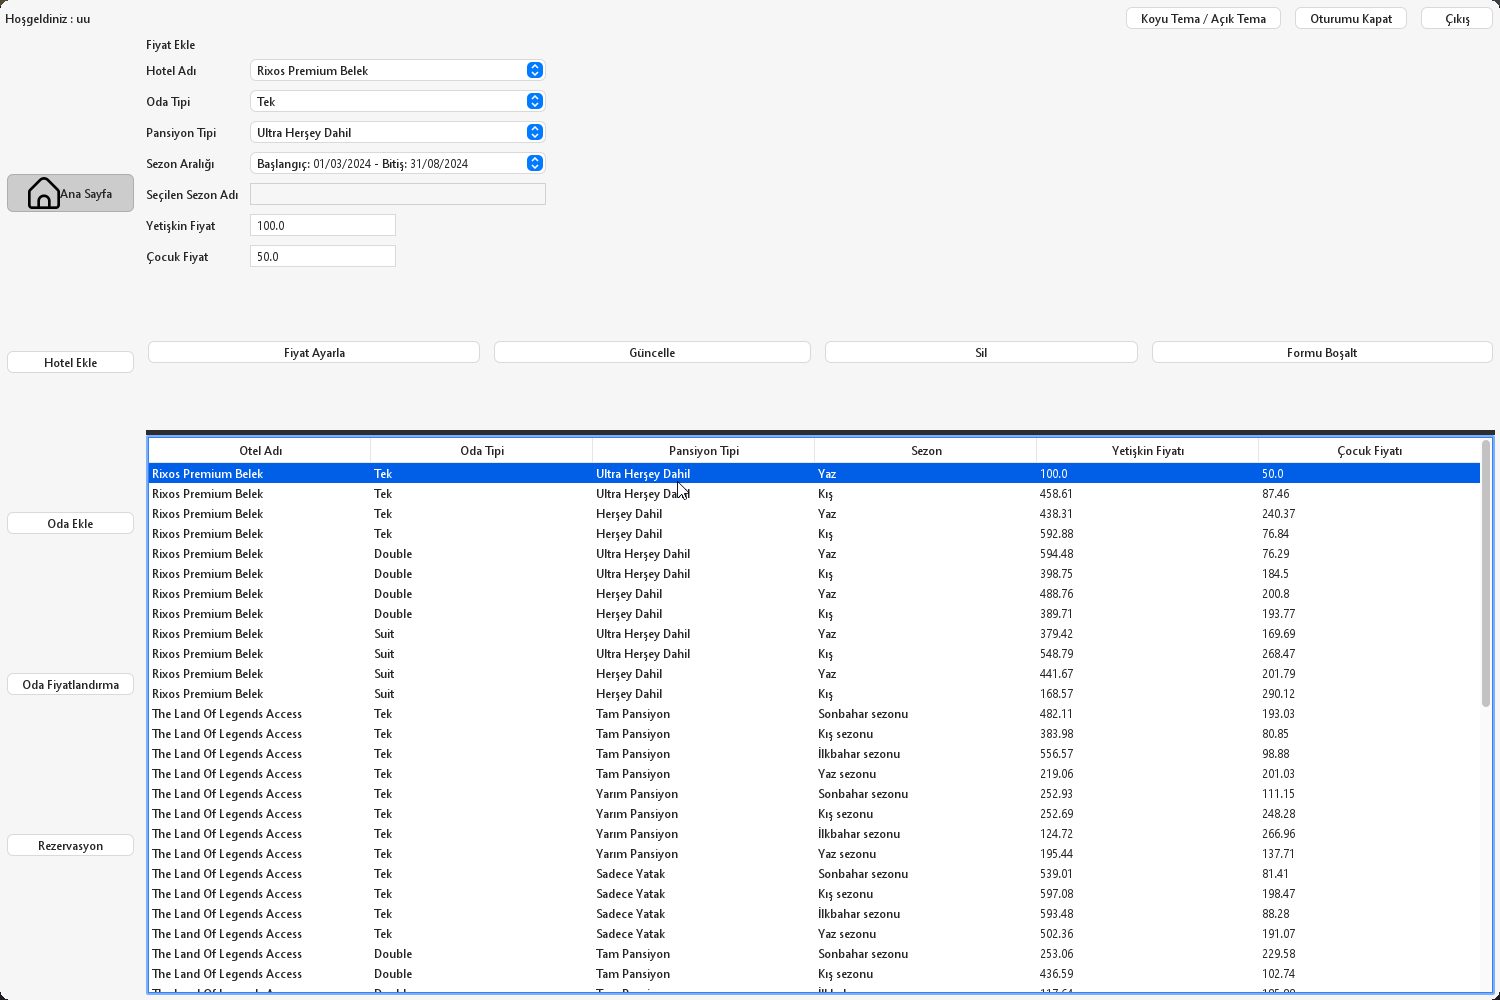 Hoşgeldiniz : uu
Koyu Tema / Açık Tema
Oturumu Kapat
Çıkış
Fiyat Ekle
Hotel Adı Rixos Premium Belek
Oda Tipi Tek
Pansiyon Tipi Ultra Herşey Dahil
Sezon Aralığı Başlangıç: 01/03/2024 - Bitiş: 31/08/2024
Ana Sayfa
Seçilen Sezon Adı
Yetişkin Fiyat 100.0
Çocuk Fiyat 50.0
Hotel Ekle
Fiyat Ayarla
Güncelle
Sil
Formu Boşalt
Oda Ekle
Oda Fiyatlandırma
Rezervasyon
Otel Adı Oda Tipi Pansiyon Tipi Sezon Yetişkin Fiyatı Çocuk Fiyatı
Rixos Premium Belek Tek Ultra Herşey Dahil Yaz 100.0 50.0
Rixos Premium Belek Tek Ultra Herşey Dahil Kış 458.61 87.46
Rixos Premium Belek Tek Herşey Dahil Yaz 438.31 240.37
Rixos Premium Belek Tek Herşey Dahil Kış 592.88 76.84
Rixos Premium Belek Double Ultra Herşey Dahil Yaz 594.48 76.29
Rixos Premium Belek Double Ultra Herşey Dahil Kış 398.75 184.5
Rixos Premium Belek Double Herşey Dahil Yaz 488.76 200.8
Rixos Premium Belek Double Herşey Dahil Kış 389.71 193.77
Rixos Premium Belek Suit Ultra Herşey Dahil Yaz 379.42 169.69
Rixos Premium Belek Suit Ultra Herşey Dahil Kış 548.79 268.47
Rixos Premium Belek Suit Herşey Dahil Yaz 441.67 201.79
Rixos Premium Belek Suit Herşey Dahil Kış 168.57 290.12
The Land Of Legends Access Tek Tam Pansiyon Sonbahar sezonu 482.11 193.03
The Land Of Legends Access Tek Tam Pansiyon Kış sezonu 383.98 80.85
The Land Of Legends Access Tek Tam Pansiyon İlkbahar sezonu 556.57 98.88
The Land Of Legends Access Tek Tam Pansiyon Yaz sezonu 219.06 201.03
The Land Of Legends Access Tek Yarım Pansiyon Sonbahar sezonu 252.93 111.15
The Land Of Legends Access Tek Yarım Pansiyon Kış sezonu 252.69 248.28
The Land Of Legends Access Tek Yarım Pansiyon İlkbahar sezonu 124.72 266.96
The Land Of Legends Access Tek Yarım Pansiyon Yaz sezonu 195.44 137.71
The Land Of Legends Access Tek Sadece Yatak Sonbahar sezonu 539.01 81.41
The Land Of Legends Access Tek Sadece Yatak Kış sezonu 597.08 198.47
The Land Of Legends Access Tek Sadece Yatak İlkbahar sezonu 593.48 88.28
The Land Of Legends Access Tek Sadece Yatak Yaz sezonu 502.36 191.07
The Land Of Legends Access Double Tam Pansiyon Sonbahar sezonu 253.06 229.58
The Land Of Legends Access Double Tam Pansiyon Kış sezonu 436.59 102.74